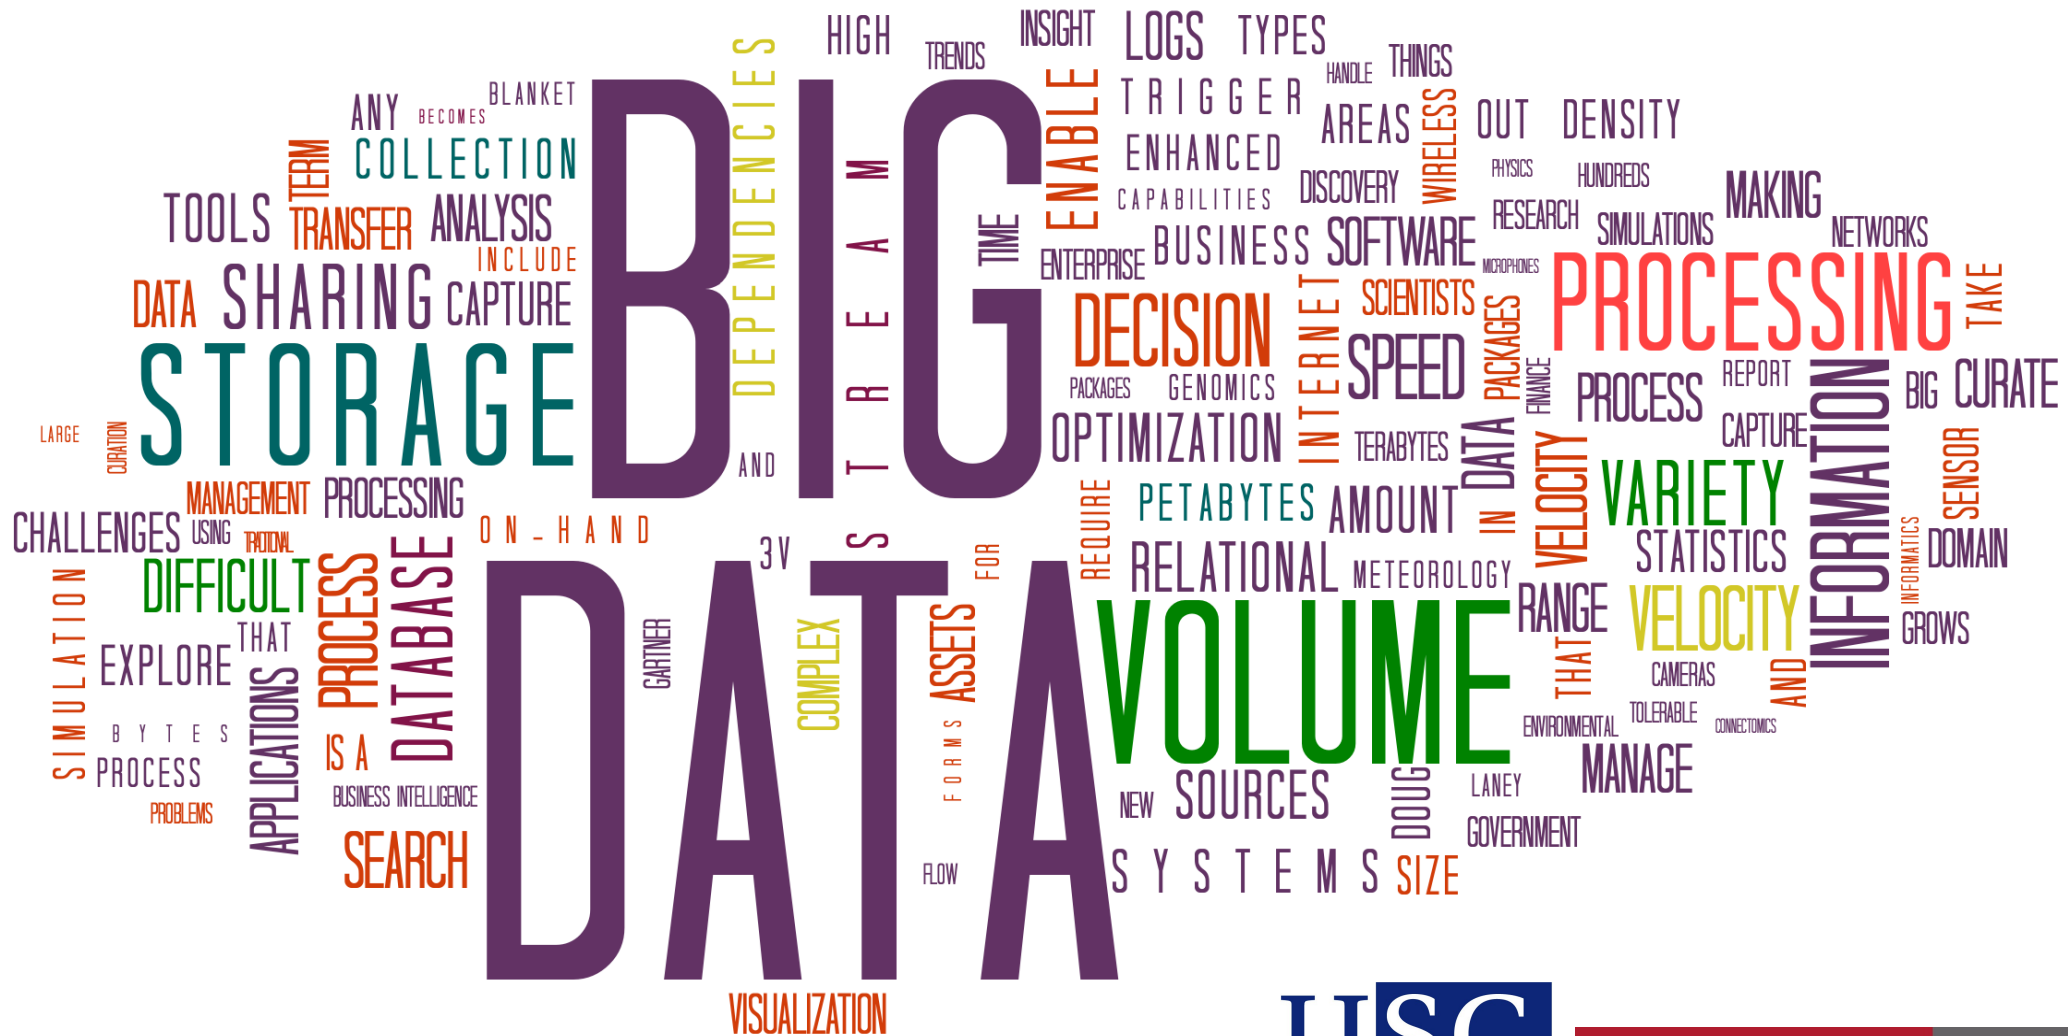 BIG
DATA
HIGH
TRENDS
INSIGHT
LOGS
TYPES
HANDLE
THINGS
BLANKET
ANY
BECOMES
COLLECTION
TERM
TOOLS
TRANSFER
ANALYSIS
INCLUDE
DATA
SHARING
CAPTURE
STORAGE
LARGE
CURATION
MANAGEMENT
PROCESSING
CHALLENGES
USING
TRADITIONAL
ON-HAND
DIFFICULT
PROCESS
DATABASE
SIMULATION
THAT
EXPLORE
APPLICATIONS
BYTES
IS A
PROCESS
PROBLEMS
BUSINESS INTELLIGENCE
SEARCH
DEPENDENCIES
STREAM
TIME
AND
3V
FOR
GARTNER
COMPLEX
ASSETS
FORMS
FLOW
VISUALIZATION
ENABLE
TRIGGER
AREAS
WIRELESS
OUT
DENSITY
ENHANCED
PHYSICS
HUNDREDS
CAPABILITIES
DISCOVERY
MAKING
RESEARCH
SIMULATIONS
NETWORKS
ENTERPRISE
BUSINESS
SOFTWARE
MICROPHONES
PROCESSING
TAKE
DECISION
INTERNET
SCIENTISTS
PACKAGES
SPEED
FINANCE
PROCESS
REPORT
INFORMATION
BIG
CURATE
PACKAGES
GENOMICS
OPTIMIZATION
TERABYTES
DATA
CAPTURE
SENSOR
VELOCITY
VARIETY
REQUIRE
PETABYTES
AMOUNT
IN
STATISTICS
INFORMATICS
DOMAIN
RELATIONAL
METEOROLOGY
RANGE
VELOCITY
GROWS
VOLUME
THAT
CAMERAS
AND
ENVIRONMENTAL
TOLERABLE
CONNECTOMICS
MANAGE
NEW
SOURCES
DOUG
LANEY
GOVERNMENT
SYSTEMS
SIZE
USC